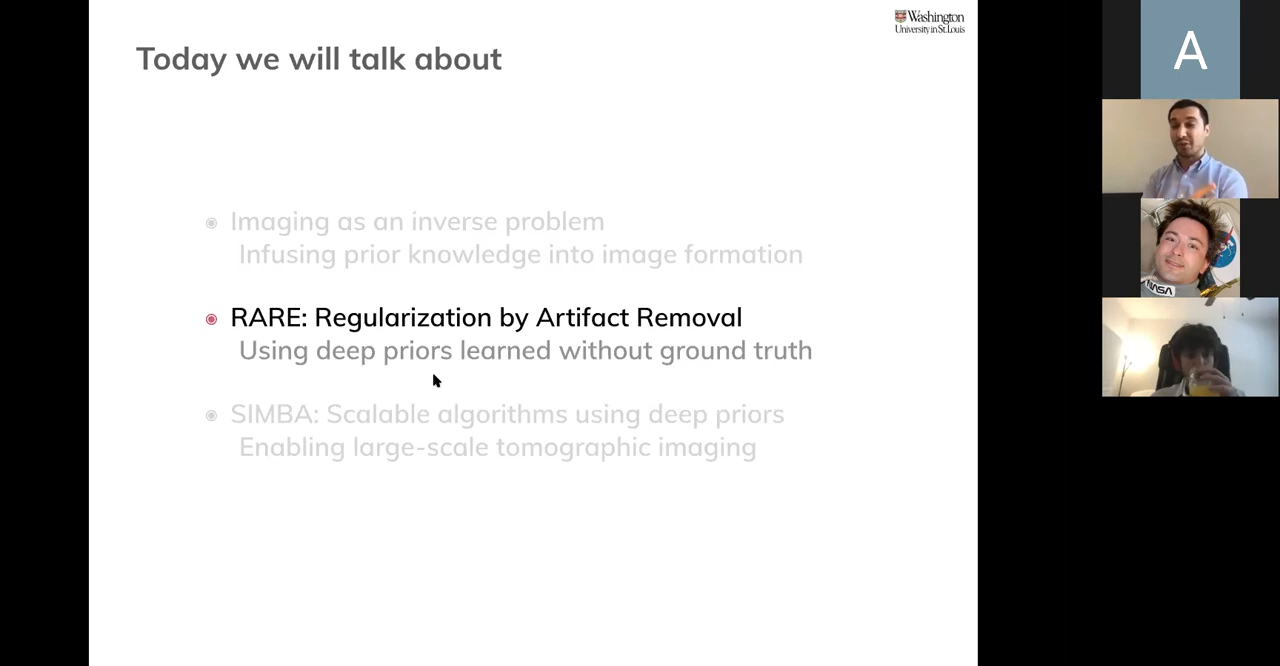 Washington
University in St. Louis
Today we will talk about
Imaging as an inverse problem
Infusing prior knowledge into image formation
RARE: Regularization by Artifact Removal
Using deep priors learned without ground truth
SIMBA: Scalable algorithms using deep priors
Enabling large-scale tomographic imaging
A
NASA